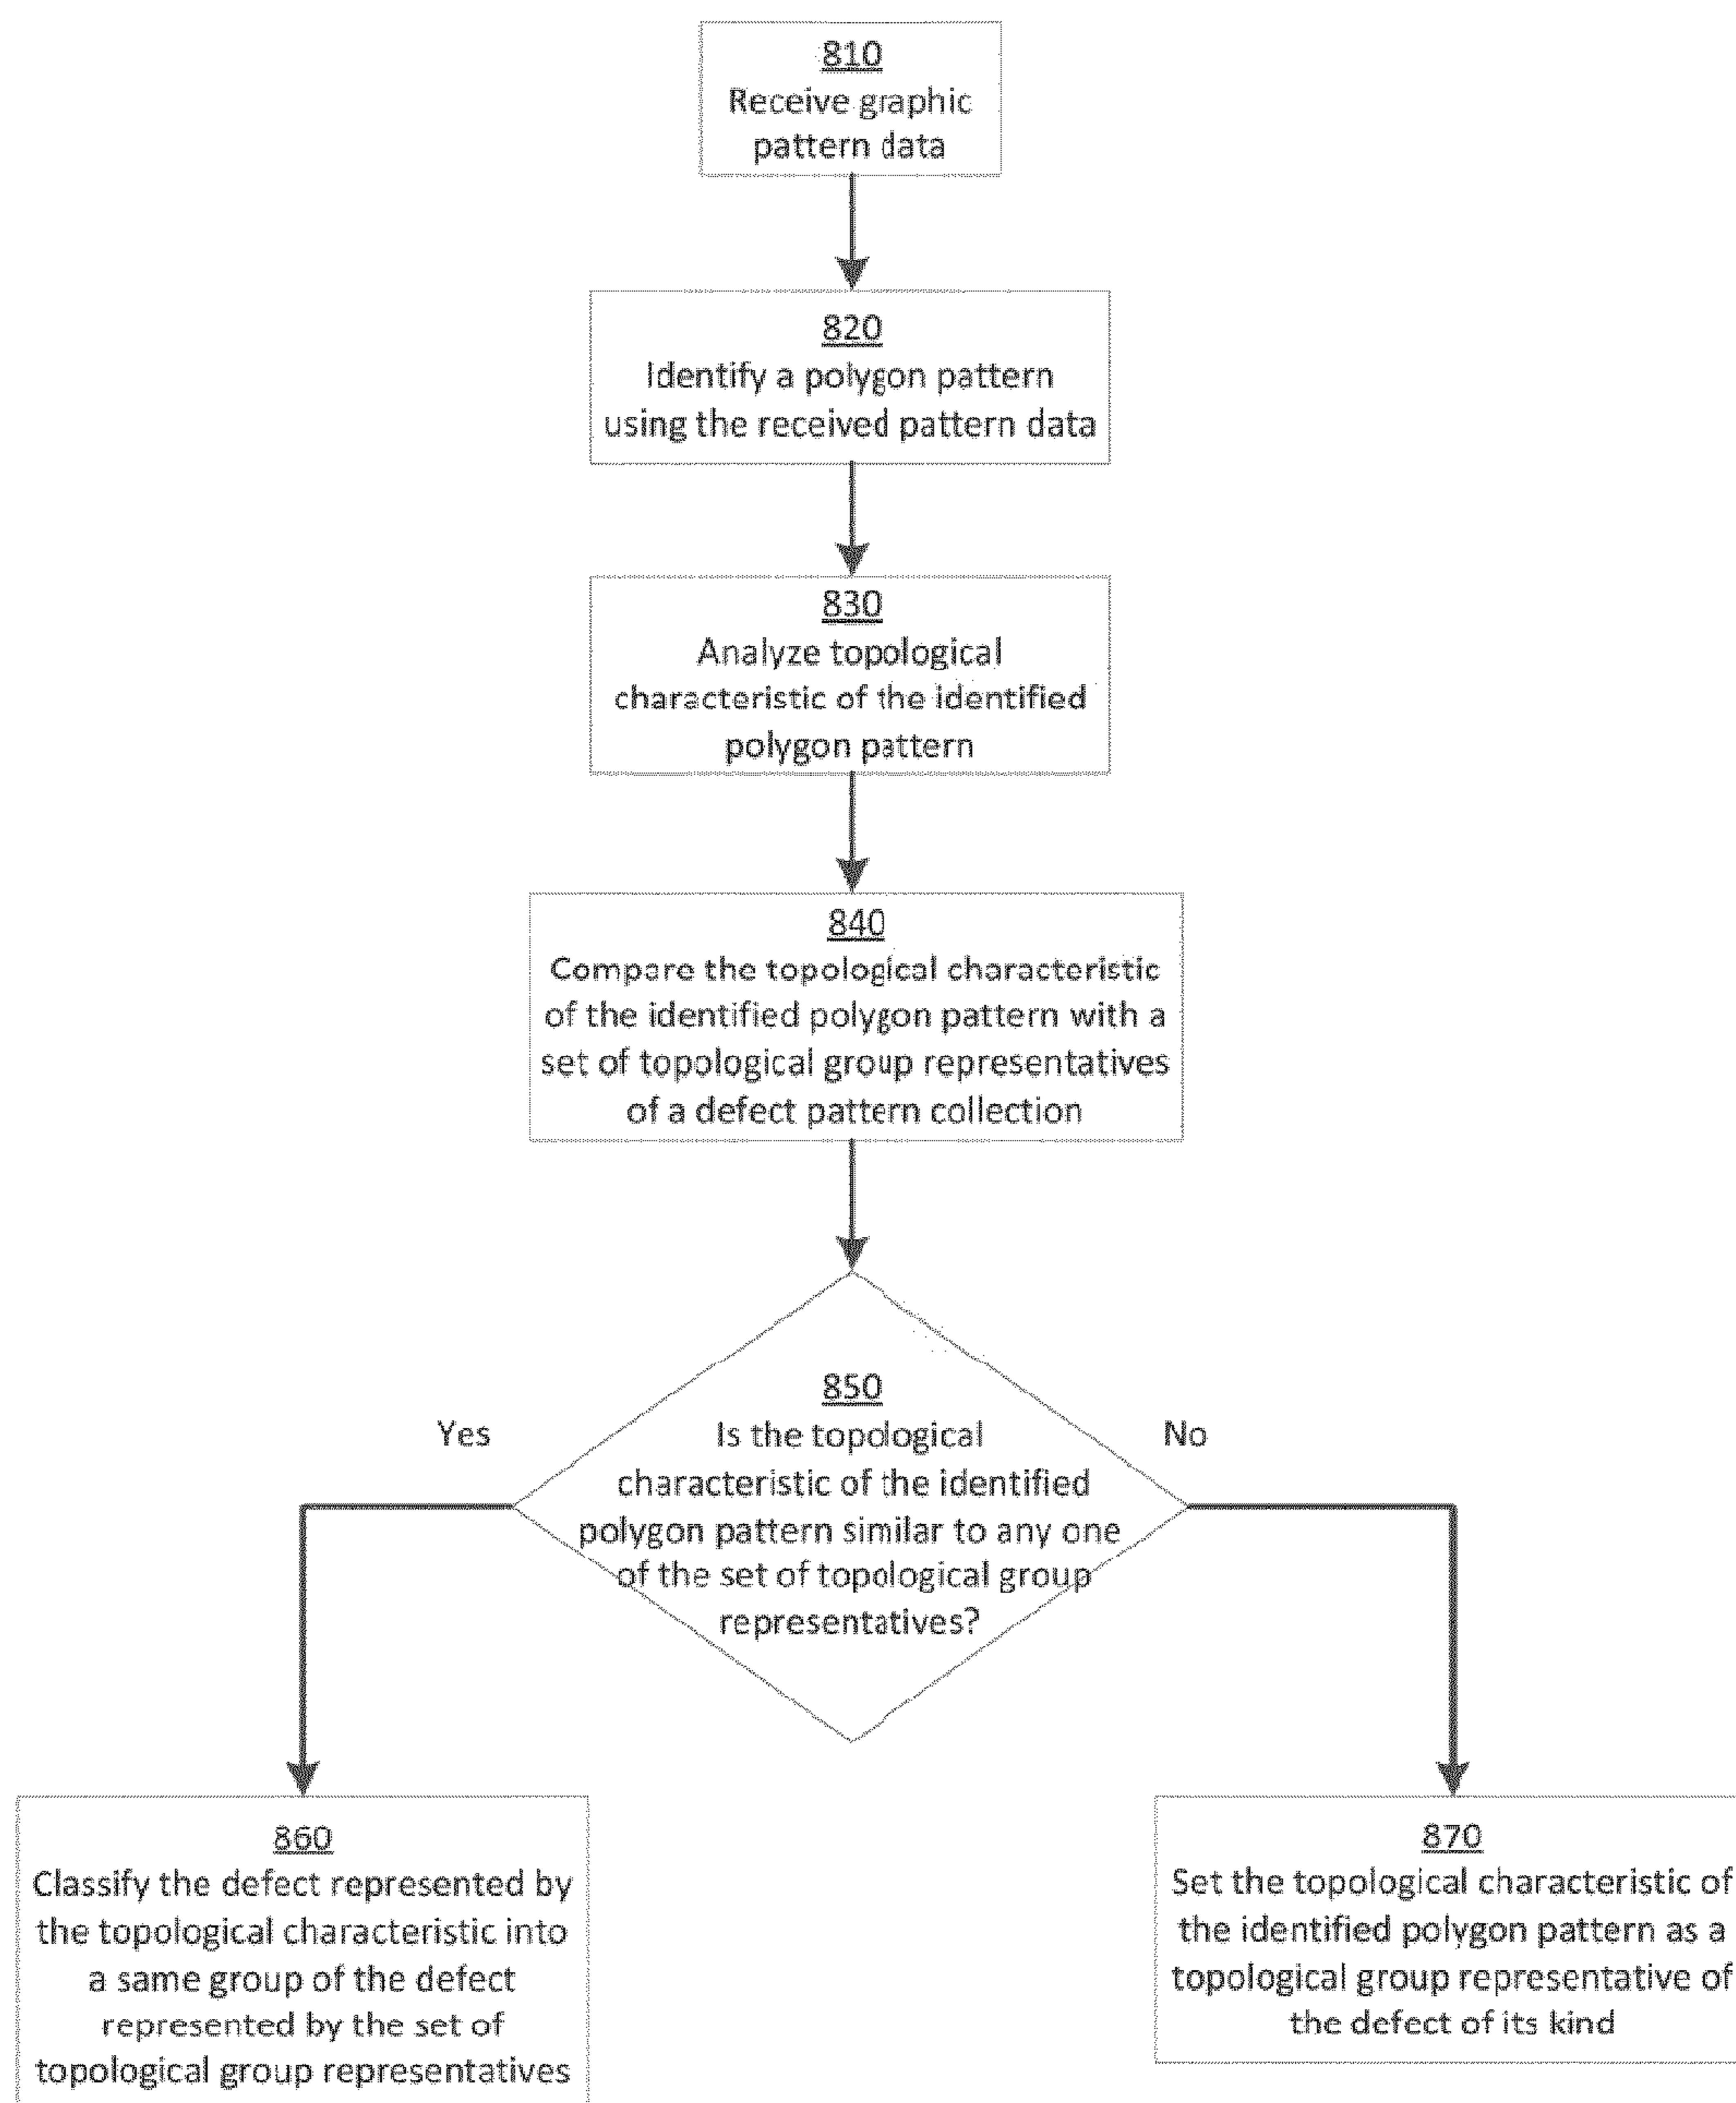 810
Receive graphic
pattern data
820
Identify a polygon pattern
using the received pattern data
830
Analyze topological
characteristic of the identified
polygon pattern
840
Compare the topological characteristic
of the identified polygon pattern with a
set of topological group representatives
of a defect pattern collection
850
Is the topological
characteristic of the identified
polygon pattern similar to any one
of the set of topological group
representatives?
Yes
No
860
Classify the defect represented by
the topological characteristic into
a same group of the defect
represented by the set of
topological group representatives
870
Set the topological characteristic of
the identified polygon pattern as a
topological group representative of
the defect of its kind